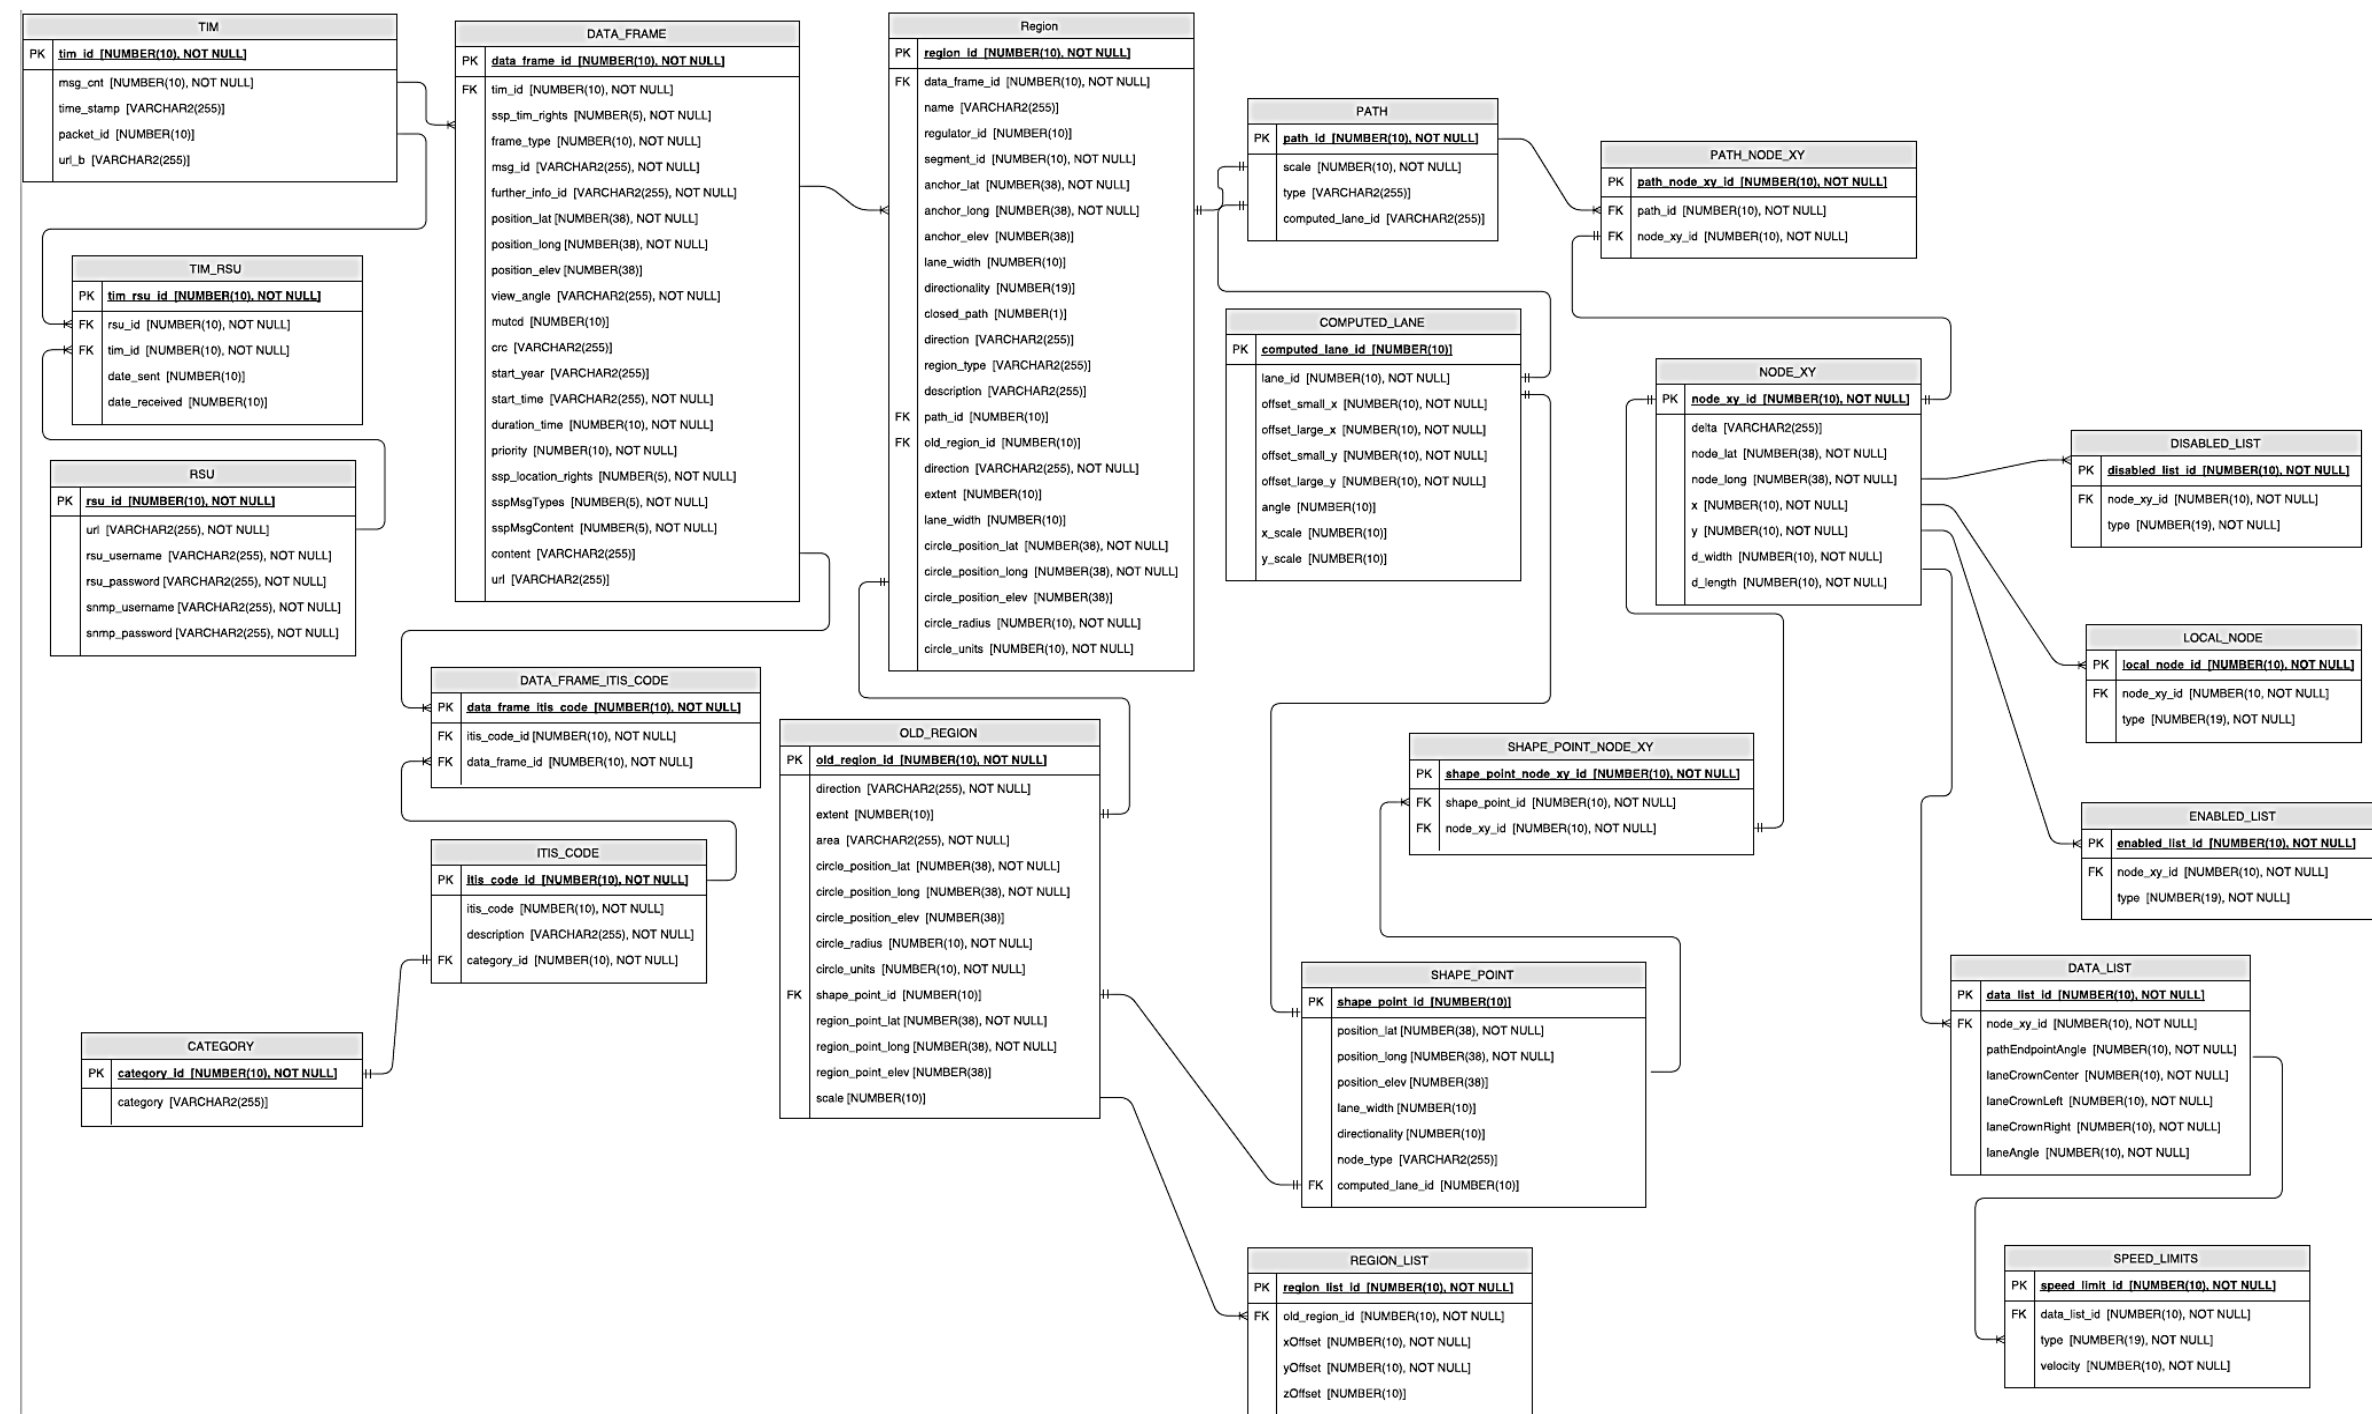 TIM
PK tim_id [NUMBER(10), NOT NULL]
msg_cnt [NUMBER(10), NOT NULL]
time_stamp [VARCHAR2(255)]
packet_id [NUMBER(10)]
url_b [VARCHAR2(255)]
TIM_RSU
PK tim_rsu_id [NUMBER(10), NOT NULL]
FK rsu_id [NUMBER(10), NOT NULL]
FK tim_id [NUMBER(10), NOT NULL]
date_sent [NUMBER(10)]
date_received [NUMBER(10)]
RSU
PK rsu_id [NUMBER(10), NOT NULL]
url [VARCHAR2(255), NOT NULL]
rsu_username [VARCHAR2(255), NOT NULL]
rsu_password [VARCHAR2(255), NOT NULL]
snmp_username [VARCHAR2(255), NOT NULL]
snmp_password [VARCHAR2(255), NOT NULL]
DATA_FRAME
PK data_frame_id [NUMBER(10), NOT NULL]
FK tim_id [NUMBER(10), NOT NULL]
ssp_tim_rights [NUMBER(5), NOT NULL]
frame_type [NUMBER(10), NOT NULL]
msg_id [VARCHAR2(255), NOT NULL]
further_info_id [VARCHAR2(255), NOT NULL]
position_lat [NUMBER(38), NOT NULL]
position_long [NUMBER(38), NOT NULL]
position_elev [NUMBER(38)]
view_angle [VARCHAR2(255), NOT NULL]
mutcd [NUMBER(10)]
crc [VARCHAR2(255)]
start_year [VARCHAR2(255)]
start_time [VARCHAR2(255), NOT NULL]
duration_time [NUMBER(10), NOT NULL]
priority [NUMBER(10), NOT NULL]
ssp_location_rights [NUMBER(5), NOT NULL]
sspMsgTypes [NUMBER(5), NOT NULL]
sspMsgContent [NUMBER(5), NOT NULL]
content [VARCHAR2(255)]
url [VARCHAR2(255)]
DATA_FRAME_ITIS_CODE
PK data_frame_itis_code [NUMBER(10), NOT NULL]
FK itis_code_id [NUMBER(10), NOT NULL]
FK data_frame_id [NUMBER(10), NOT NULL]
ITIS_CODE
PK itis_code_id [NUMBER(10), NOT NULL]
itis_code [NUMBER(10), NOT NULL]
description [VARCHAR2(255), NOT NULL]
FK category_id [NUMBER(10), NOT NULL]
CATEGORY
PK category_id [NUMBER(10), NOT NULL]
category [VARCHAR2(255)]
Region
PK region_id [NUMBER(10), NOT NULL]
FK data_frame_id [NUMBER(10), NOT NULL]
name [VARCHAR2(255)]
regulator_id [NUMBER(10)]
segment_id [NUMBER(10), NOT NULL]
anchor_lat [NUMBER(38), NOT NULL]
anchor_long [NUMBER(38), NOT NULL]
anchor_elev [NUMBER(38)]
lane_width [NUMBER(10)]
directionality [NUMBER(19)]
closed_path [NUMBER(1)]
direction [VARCHAR2(255)]
region_type [VARCHAR2(255)]
description [VARCHAR2(255)]
FK path_id [NUMBER(10)]
FK old_region_id [NUMBER(10)]
direction [VARCHAR2(255), NOT NULL]
extent [NUMBER(10)]
lane_width [NUMBER(10)]
circle_position_lat [NUMBER(38), NOT NULL]
circle_position_long [NUMBER(38), NOT NULL]
circle_position_elev [NUMBER(38)]
circle_radius [NUMBER(10), NOT NULL]
circle_units [NUMBER(10), NOT NULL]
OLD_REGION
PK old_region_id [NUMBER(10), NOT NULL]
direction [VARCHAR2(255), NOT NULL]
extent [NUMBER(10)]
area [VARCHAR2(255), NOT NULL]
circle_position_lat [NUMBER(38), NOT NULL]
circle_position_long [NUMBER(38), NOT NULL]
circle_position_elev [NUMBER(38)]
circle_radius [NUMBER(10), NOT NULL]
circle_units [NUMBER(10), NOT NULL]
FK shape_point_id [NUMBER(10)]
region_point_lat [NUMBER(38), NOT NULL]
region_point_long [NUMBER(38), NOT NULL]
region_point_elev [NUMBER(38)]
scale [NUMBER(10)]
PATH
PK path_id [NUMBER(10), NOT NULL]
scale [NUMBER(10), NOT NULL]
type [VARCHAR2(255)]
computed_lane_id [VARCHAR2(255)]
COMPUTED_LANE
PK computed_lane_id [NUMBER(10)]
lane_id [NUMBER(10), NOT NULL]
offset_small_x [NUMBER(10), NOT NULL]
offset_large_x [NUMBER(10), NOT NULL]
offset_small_y [NUMBER(10), NOT NULL]
offset_large_y [NUMBER(10), NOT NULL]
angle [NUMBER(10)]
x_scale [NUMBER(10)]
y_scale [NUMBER(10)]
PATH_NODE_XY
PK path_node_xy_id [NUMBER(10), NOT NULL]
FK path_id [NUMBER(10), NOT NULL]
FK node_xy_id [NUMBER(10), NOT NULL]
NODE_XY
PK node_xy_id [NUMBER(10), NOT NULL]
delta [VARCHAR2(255)]
node_lat [NUMBER(38), NOT NULL]
node_long [NUMBER(38), NOT NULL]
x [NUMBER(10), NOT NULL]
y [NUMBER(10), NOT NULL]
d_width [NUMBER(10), NOT NULL]
d_length [NUMBER(10), NOT NULL]
SHAPE_POINT_NODE_XY
PK shape_point_node_xy_id [NUMBER(10), NOT NULL]
FK shape_point_id [NUMBER(10), NOT NULL]
FK node_xy_id [NUMBER(10), NOT NULL]
SHAPE_POINT
PK shape_point_id [NUMBER(10)]
position_lat [NUMBER(38), NOT NULL]
position_long [NUMBER(38), NOT NULL]
position_elev [NUMBER(38)]
lane_width [NUMBER(10)]
directionality [NUMBER(10)]
node_type [VARCHAR2(255)]
FK computed_lane_id [NUMBER(10)]
REGION_LIST
PK region_list_id [NUMBER(10), NOT NULL]
FK old_region_id [NUMBER(10), NOT NULL]
xOffset [NUMBER(10), NOT NULL]
yOffset [NUMBER(10), NOT NULL]
zOffset [NUMBER(10)]
DISABLED_LIST
PK disabled_list_id [NUMBER(10), NOT NULL]
FK node_xy_id [NUMBER(10), NOT NULL]
type [NUMBER(19), NOT NULL]
LOCAL_NODE
PK local_node_id [NUMBER(10), NOT NULL]
FK node_xy_id [NUMBER(10, NOT NULL]
type [NUMBER(19), NOT NULL]
ENABLED_LIST
PK enabled_list_id [NUMBER(10), NOT NULL]
FK node_xy_id [NUMBER(10), NOT NULL]
type [NUMBER(19), NOT NULL]
DATA_LIST
PK data_list_id [NUMBER(10), NOT NULL]
FK node_xy_id [NUMBER(10), NOT NULL]
pathEndpointAngle [NUMBER(10), NOT NULL]
laneCrownCenter [NUMBER(10), NOT NULL]
laneCrownLeft [NUMBER(10), NOT NULL]
laneCrownRight [NUMBER(10), NOT NULL]
laneAngle [NUMBER(10), NOT NULL]
SPEED_LIMITS
PK speed_limit_id [NUMBER(10), NOT NULL]
FK data_list_id [NUMBER(10), NOT NULL]
type [NUMBER(19), NOT NULL]
velocity [NUMBER(10), NOT NULL]